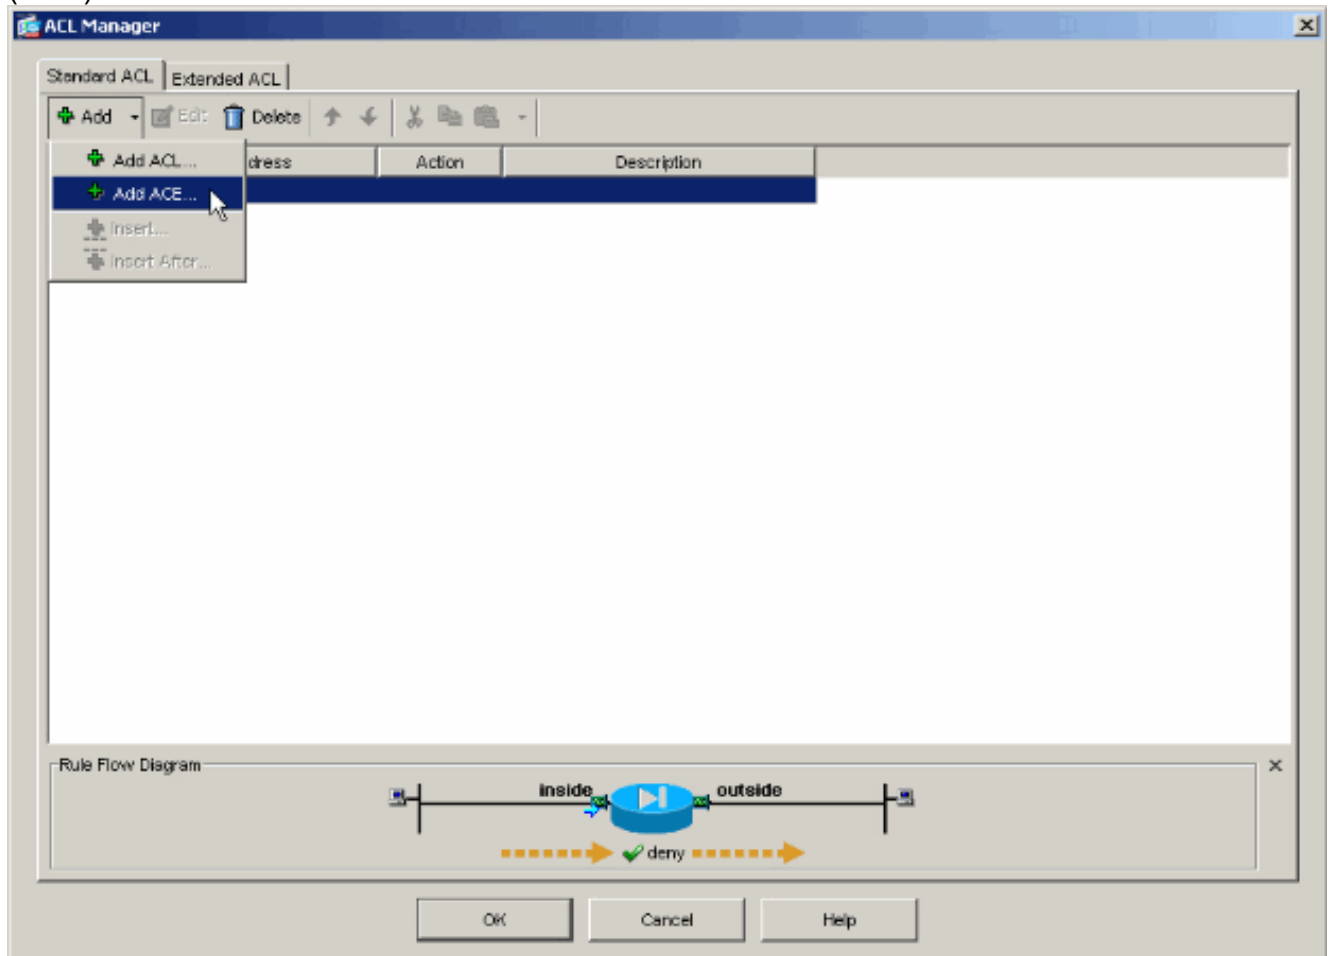 ACL Manager
Standard ACL Extended ACL
Add Edit Delete
Add ACL... dress Action Description
Add ACE...
Insert...
Insert After...
Rule Flow Diagram
inside outside
deny
OK Cancel Help